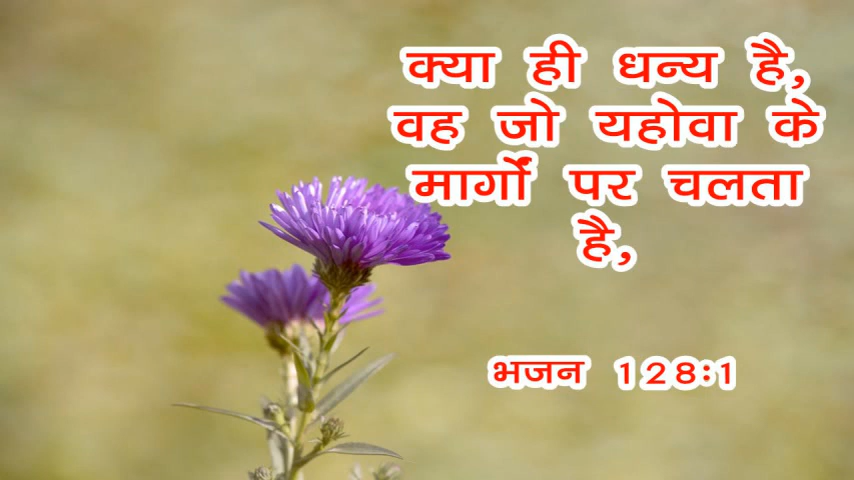 क्या ही धन्य है,
वह जो यहोवा के
मार्गों पर चलता
है,
भजन 128:1